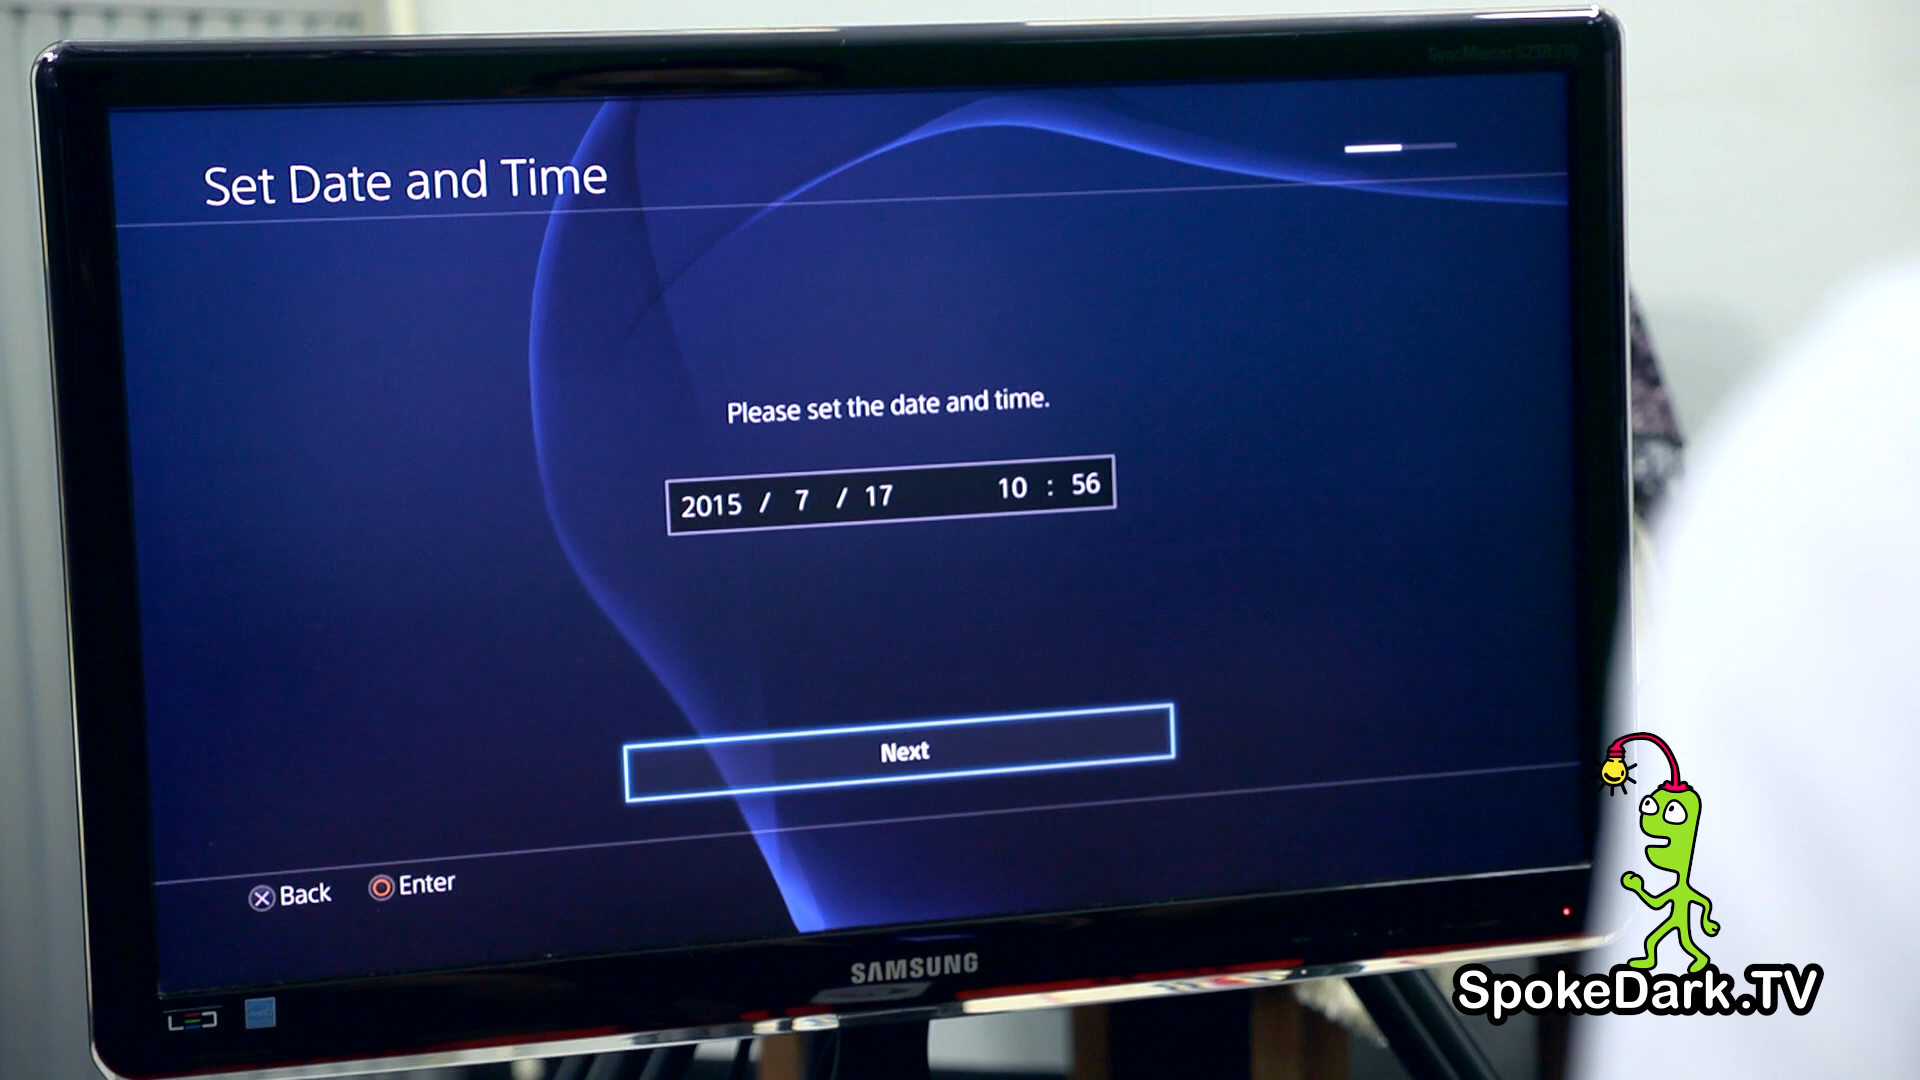 Set Date and Time
Please set the date and time.
2015 / 7 / 17 10 : 56
Next
Back Enter
SAMSUNG
LED
SpokeDark.TV